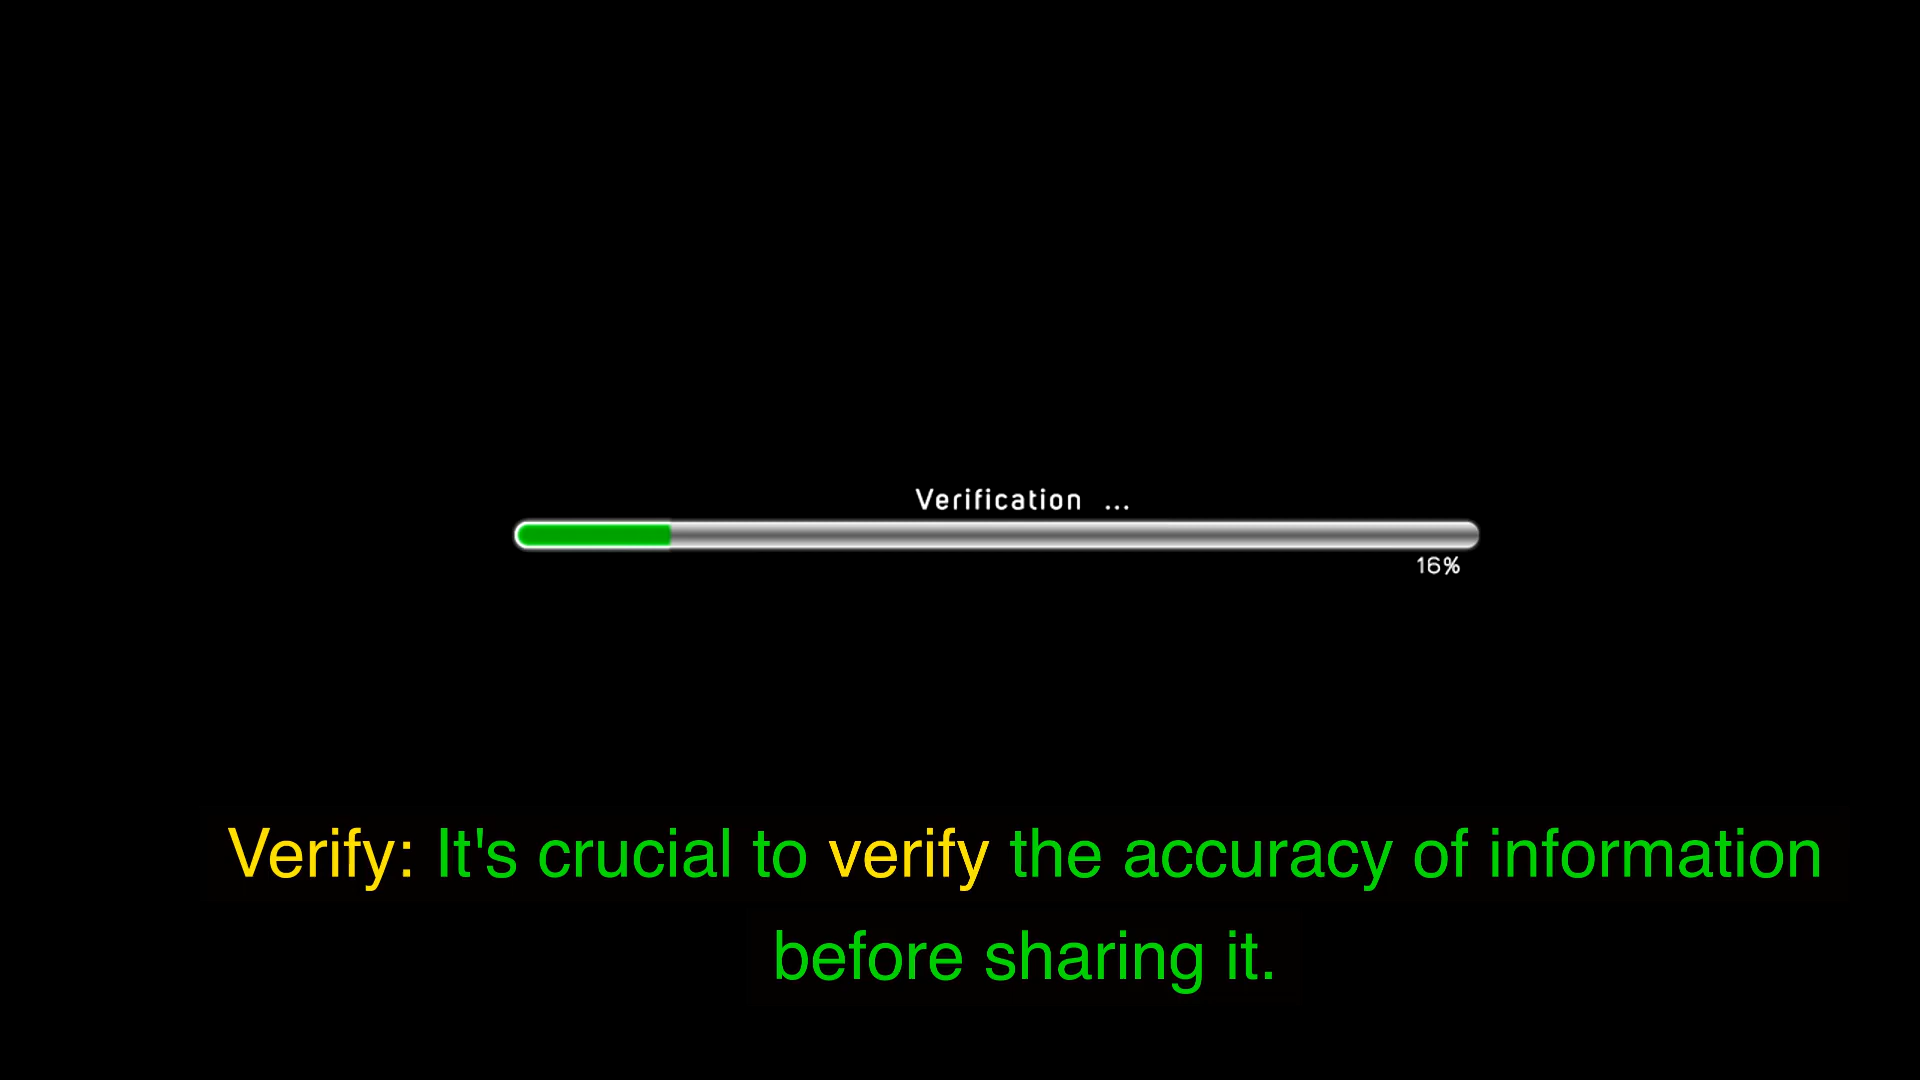 Verification ...
16%
Verify: It's crucial to verify the accuracy of information
before sharing it.